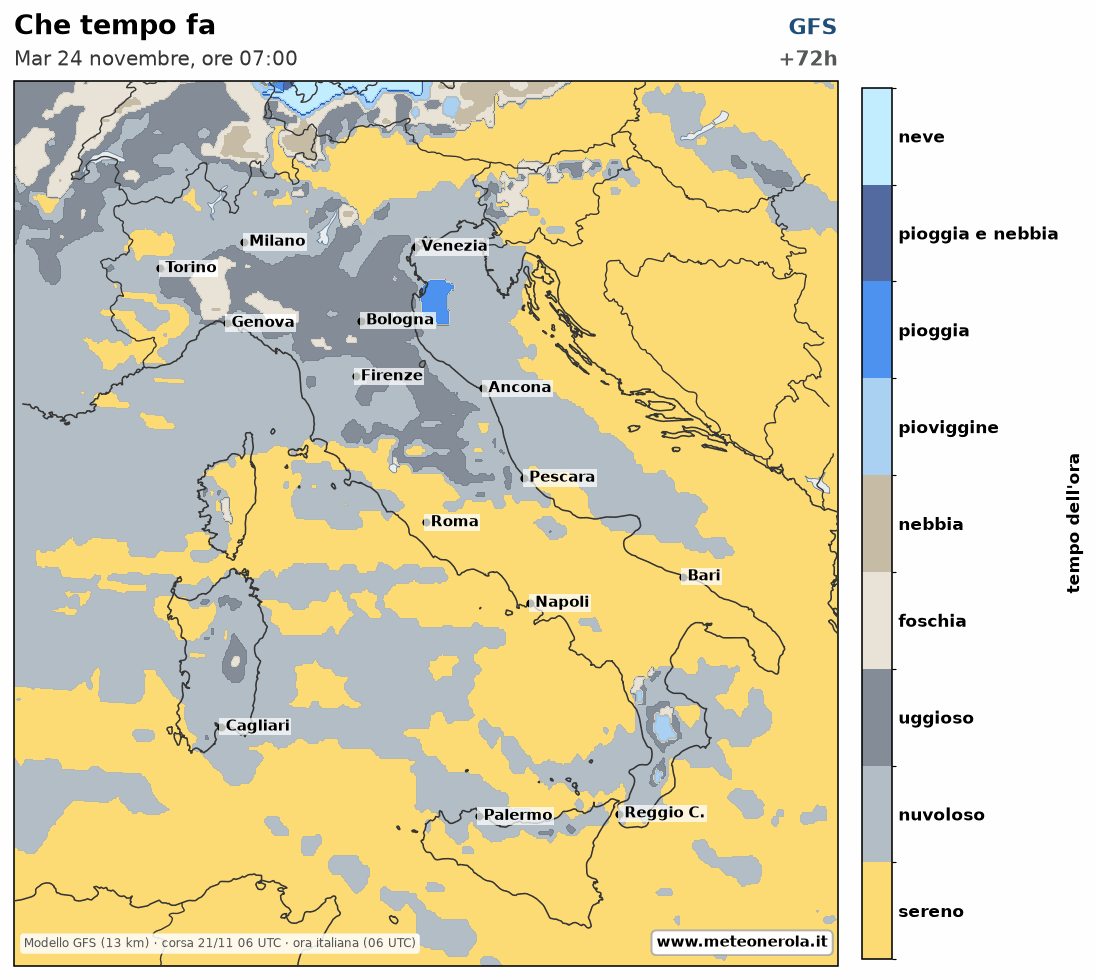 Che tempo fa
GFS
Mar 24 novembre, ore 07:00
+72h
neve
pioggia e nebbia
pioggia
pioviggine
nebbia
foschia
uggioso
nuvoloso
sereno
tempo dell'ora
Milano
Venezia
Torino
Genova
Bologna
Firenze
Ancona
Pescara
Roma
Bari
Napoli
Cagliari
Palermo
Reggio C.
Modello GFS (13 km) · corsa 21/11 06 UTC · ora italiana (06 UTC)
www.meteonerola.it